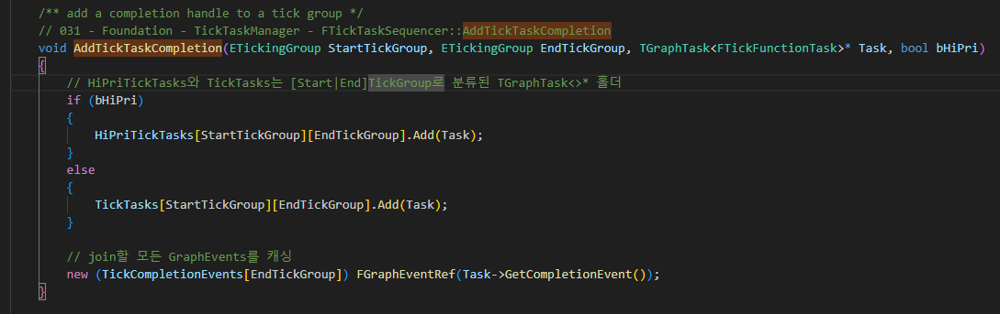 /** add a completion handle to a tick group */
// 031 - Foundation - TickTaskManager - FTickTaskSequencer::AddTickTaskCompletion
void AddTickTaskCompletion(ETickingGroup StartTickGroup, ETickingGroup EndTickGroup, TGraphTask<FTickFunctionTask>* Task, bool bHiPri)
{
// HiPriTickTasks와 TickTasks는 [Start|End]TickGroup로 분류된 TGraphTask<>* 홀더
if (bHiPri)
{
HiPriTickTasks[StartTickGroup][EndTickGroup].Add(Task);
}
else
{
TickTasks[StartTickGroup][EndTickGroup].Add(Task);
}
// join할 모든 GraphEvents를 캐싱
new (TickCompletionEvents[EndTickGroup]) FGraphEventRef(Task->GetCompletionEvent());
}